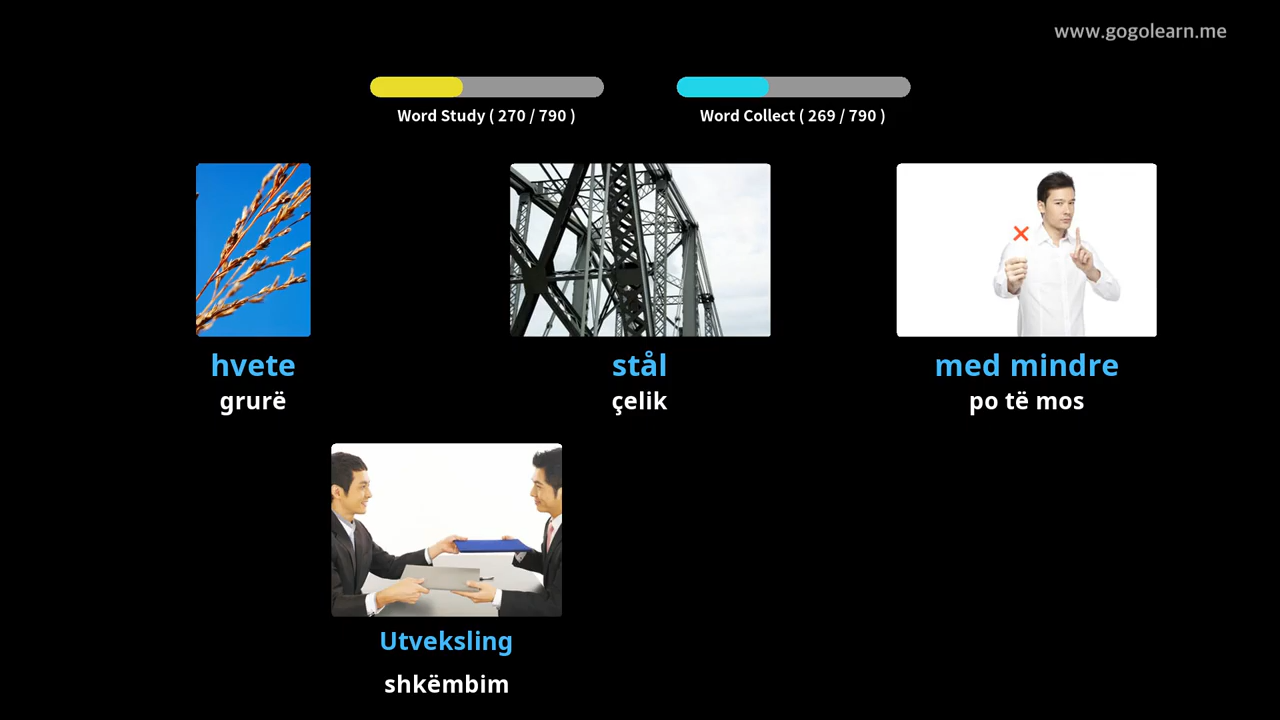 www.gogolearn.me
Word Study ( 270 / 790 )
Word Collect ( 269 / 790 )
hvete
grurë
stål
çelik
med mindre
po të mos
Utveksling
shkëmbim